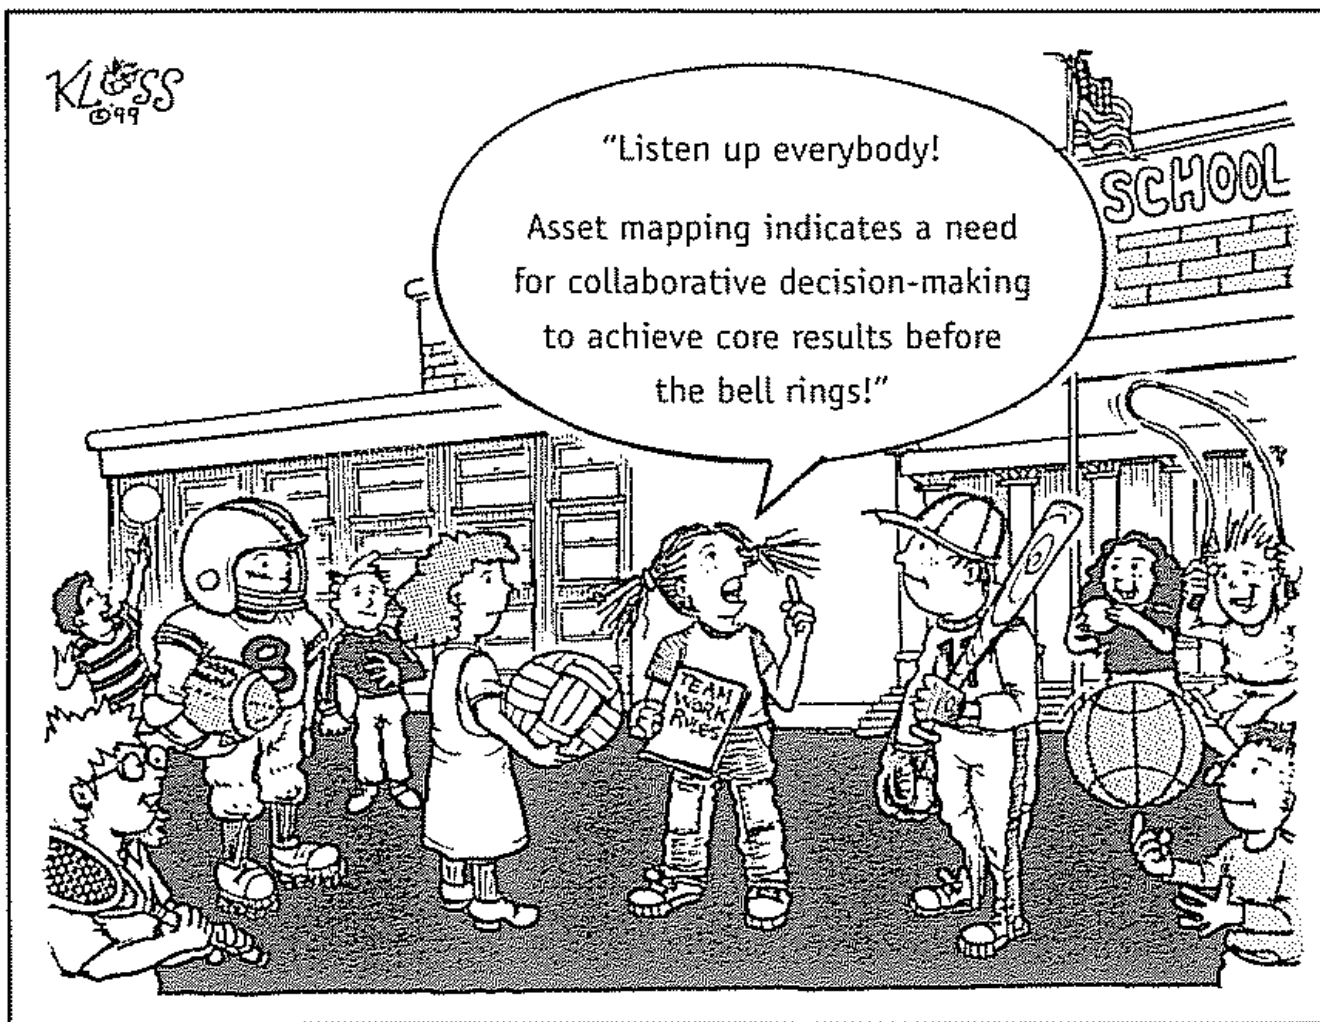 KLOSS
©'99
"Listen up everybody!
Asset mapping indicates a need
for collaborative decision-making
to achieve core results before
the bell rings!"
SCHOOL
TEAM
Work
Rules
8
1